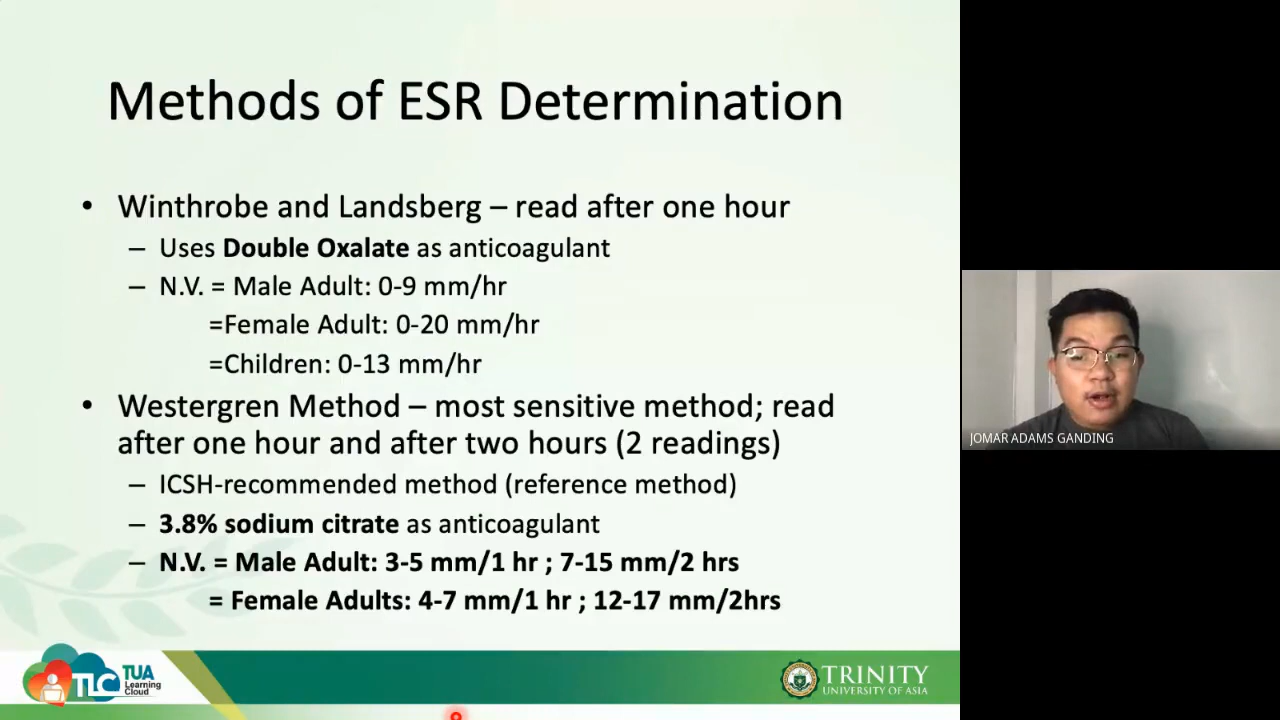 Methods of ESR Determination
• Winthrobe and Landsberg – read after one hour
– Uses Double Oxalate as anticoagulant
– N.V. = Male Adult: 0-9 mm/hr
=Female Adult: 0-20 mm/hr
=Children: 0-13 mm/hr
• Westergren Method – most sensitive method; read
after one hour and after two hours (2 readings)
– ICSH-recommended method (reference method)
– 3.8% sodium citrate as anticoagulant
– N.V. = Male Adult: 3-5 mm/1 hr ; 7-15 mm/2 hrs
= Female Adults: 4-7 mm/1 hr ; 12-17 mm/2hrs
JOMAR ADAMS GANDING
TLC TUA
Learning
Cloud
TRINITY
UNIVERSITY OF ASIA